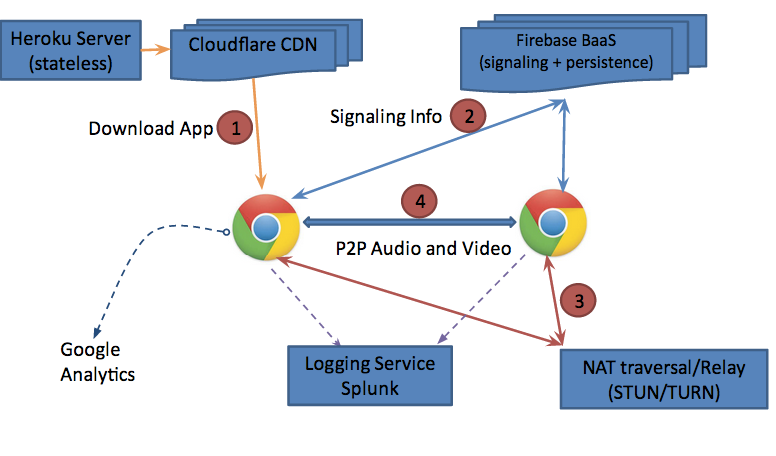 Heroku Server
(stateless)
Cloudflare CDN
Firebase BaaS
(signaling + persistence)
Download App
1
Signaling Info
2
4
P2P Audio and Video
3
Google
Analytics
Logging Service
Splunk
NAT traversal/Relay
(STUN/TURN)